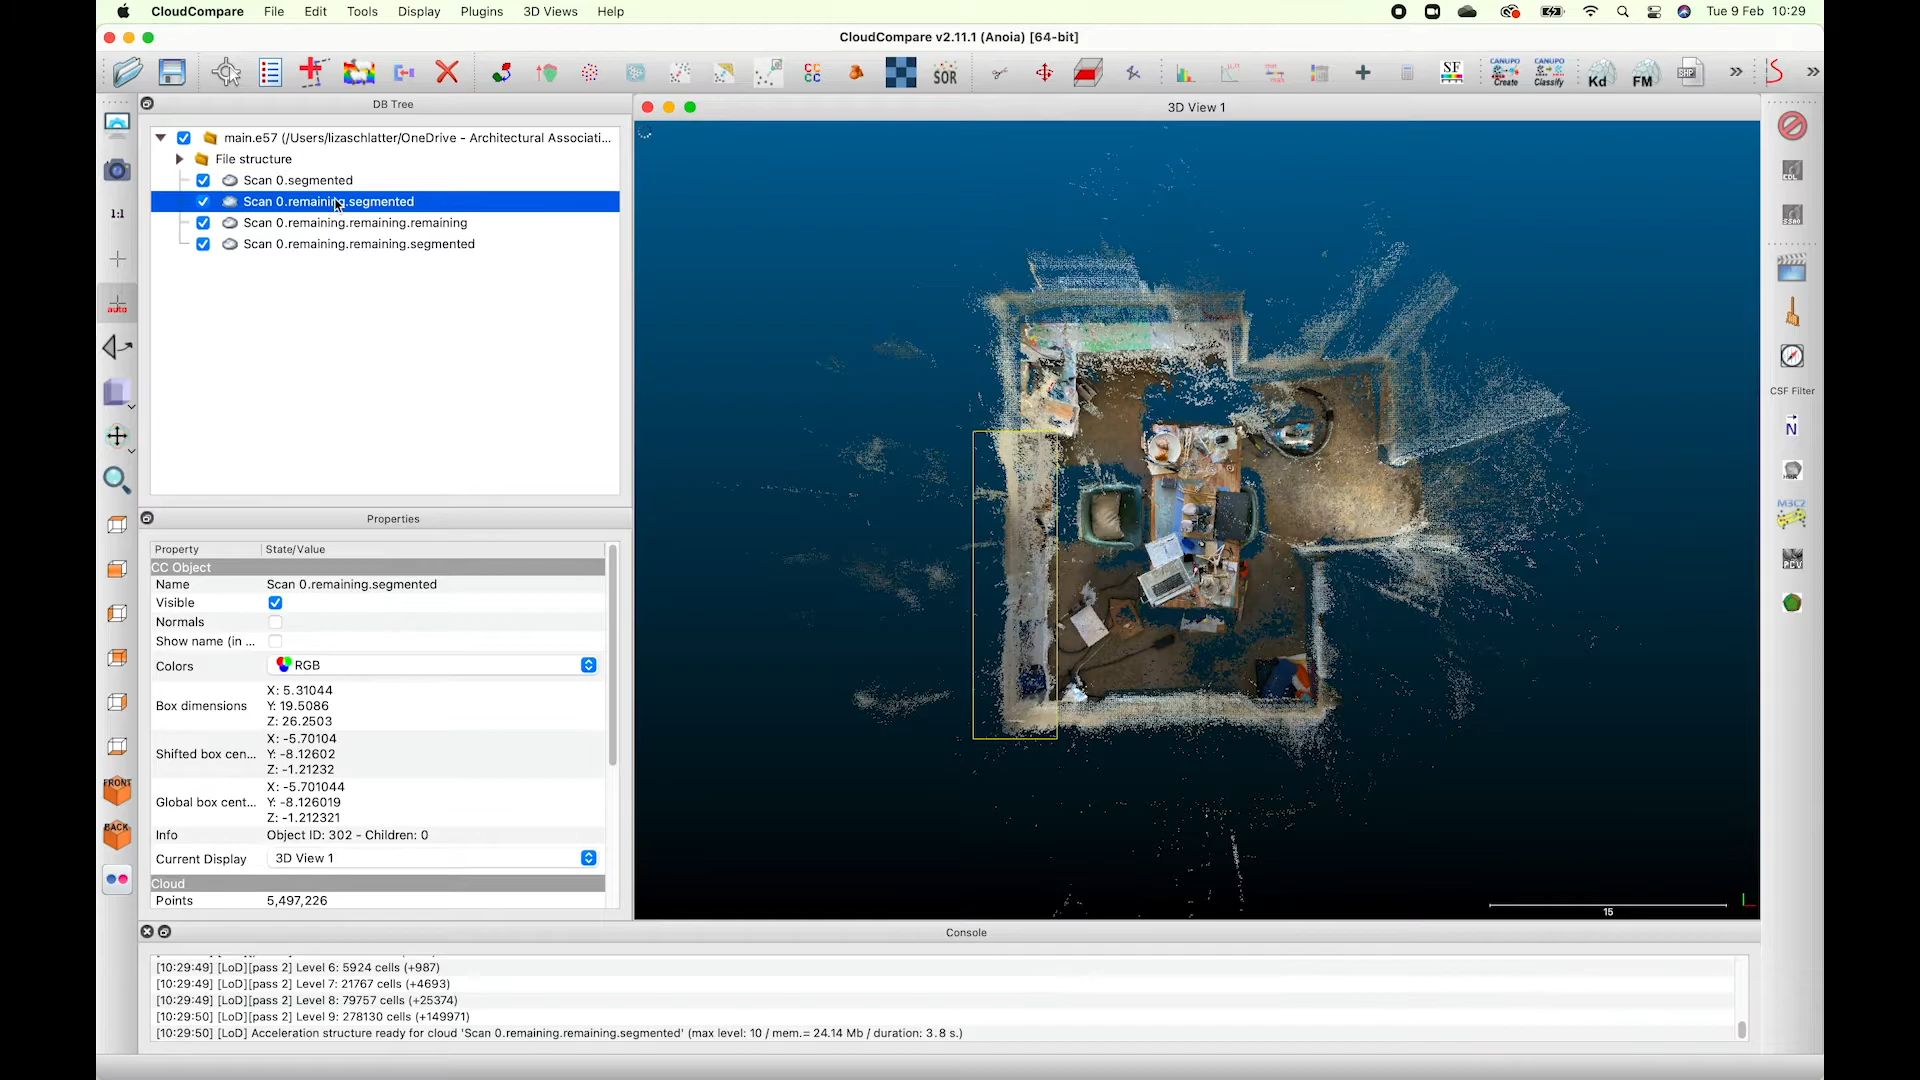 CloudCompare File Edit Tools Display Plugins 3D Views Help Tue 9 Feb 10:29
CloudCompare v2.11.1 (Anoia) [64-bit]
CC
CC
SOR
SF
CANUPO
Create
CANUPO
Classify
Kd
FM
SHP
»
»
DB Tree
3D View 1
main.e57 (/Users/lizaschlatter/OneDrive - Architectural Associati...
File structure
Scan 0.segmented
Scan 0.remaining.segmented
Scan 0.remaining.remaining.remaining
Scan 0.remaining.remaining.segmented
1:1
auto
FRONT
BACK
EDL
SSAO
CSF Filter
N
M3C2
PCV
Properties
Property State/Value
CC Object
Name Scan 0.remaining.segmented
Visible
Normals
Show name (in ...
Colors RGB
Box dimensions X: 5.31044
Y: 19.5086
Z: 26.2503
Shifted box cen... X: -5.70104
Y: -8.12602
Z: -1.21232
Global box cent... X: -5.701044
Y: -8.126019
Z: -1.212321
Info Object ID: 302 - Children: 0
Current Display 3D View 1
Cloud
Points 5,497,226
15
Console
[10:29:49] [LoD][pass 2] Level 6: 5924 cells (+987)
[10:29:49] [LoD][pass 2] Level 7: 21767 cells (+4693)
[10:29:49] [LoD][pass 2] Level 8: 79757 cells (+25374)
[10:29:50] [LoD][pass 2] Level 9: 278130 cells (+149971)
[10:29:50] [LoD] Acceleration structure ready for cloud 'Scan 0.remaining.remaining.segmented' (max level: 10 / mem.= 24.14 Mb / duration: 3.8 s.)